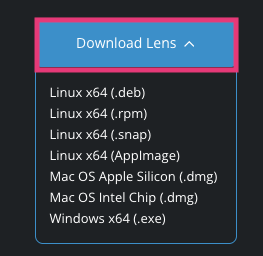 Download Lens
Linux x64 (.deb)
Linux x64 (.rpm)
Linux x64 (.snap)
Linux x64 (AppImage)
Mac OS Apple Silicon (.dmg)
Mac OS Intel Chip (.dmg)
Windows x64 (.exe)